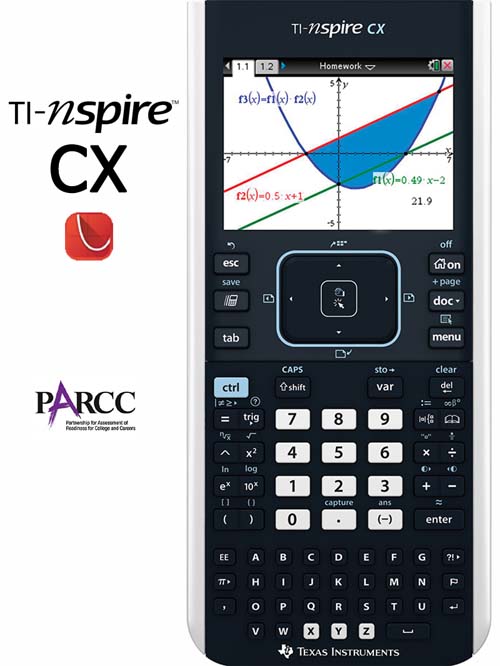 TI-nspire CX
TI-nspire™
CX
1.1 1.2 Homework
5 y
f3(x)=f1(x)·f2(x)
-7 x 7
f1(x)=0.49·x−2
f2(x)=0.5·x+1
21.9
-5
off
esc
on
save
+page
doc
tab
menu
CAPS sto→ clear
ctrl shift var del
PARCC
Partnership for Assessment of
Readiness for College and Careers
≠≥▸ ? := ∞β°
= trig 7 8 9
ⁿ√x √ "o" 
^ x² 4 5 6 × ÷
ln log
eˣ 10ˣ 1 2 3 + −
[ ] { } capture ans ≈
( ) 0 . (−) enter
EE A B C D E F G ?!▸
π▸ H I J K L M N
, O P Q R S T U ↵
V W X Y Z
TEXAS INSTRUMENTS